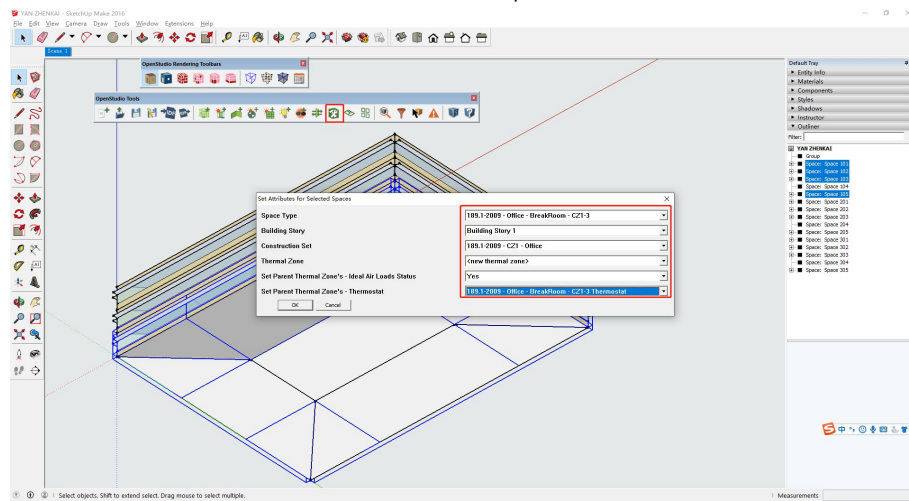 YAN ZHENKAI - SketchUp Make 2016
File Edit View Camera Draw Tools Window Extensions Help
Scene 1
OpenStudio Rendering Toolbars
OpenStudio Tools
Set Attributes for Selected Spaces
Space Type 189.1-2009 - Office - BreakRoom - CZ1-3
Building Story Building Story 1
Construction Set 189.1-2009 - CZ1 - Office
Thermal Zone <new thermal zone>
Set Parent Thermal Zone's - Ideal Air Loads Status Yes
Set Parent Thermal Zone's - Thermostat 189.1-2009 - Office - BreakRoom - CZ1-3 Thermostat
OK Cancel
Default Tray
Entity Info
Materials
Components
Styles
Shadows
Instructor
Outliner
Filter:
YAN ZHENKAI
Group
Space: Space 101
Space: Space 102
Space: Space 103
Space: Space 104
Space: Space 105
Space: Space 201
Space: Space 202
Space: Space 203
Space: Space 204
Space: Space 205
Space: Space 301
Space: Space 302
Space: Space 303
Space: Space 304
Space: Space 305
中
Select objects. Shift to extend select. Drag mouse to select multiple.
Measurements